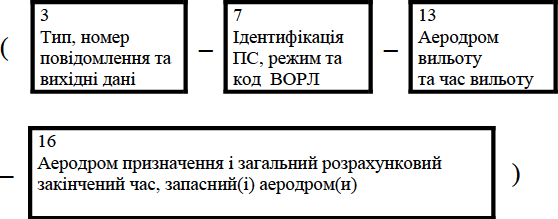 (
3
Тип, номер
повідомлення та
вихідні дані
–
7
Ідентифікація
ПС, режим та
код ВОРЛ
–
13
Аеродром
вильоту
та час вильоту
–
16
Аеродром призначення і загальний розрахунковий
закінчений час, запасний(і) аеродром(и)
)